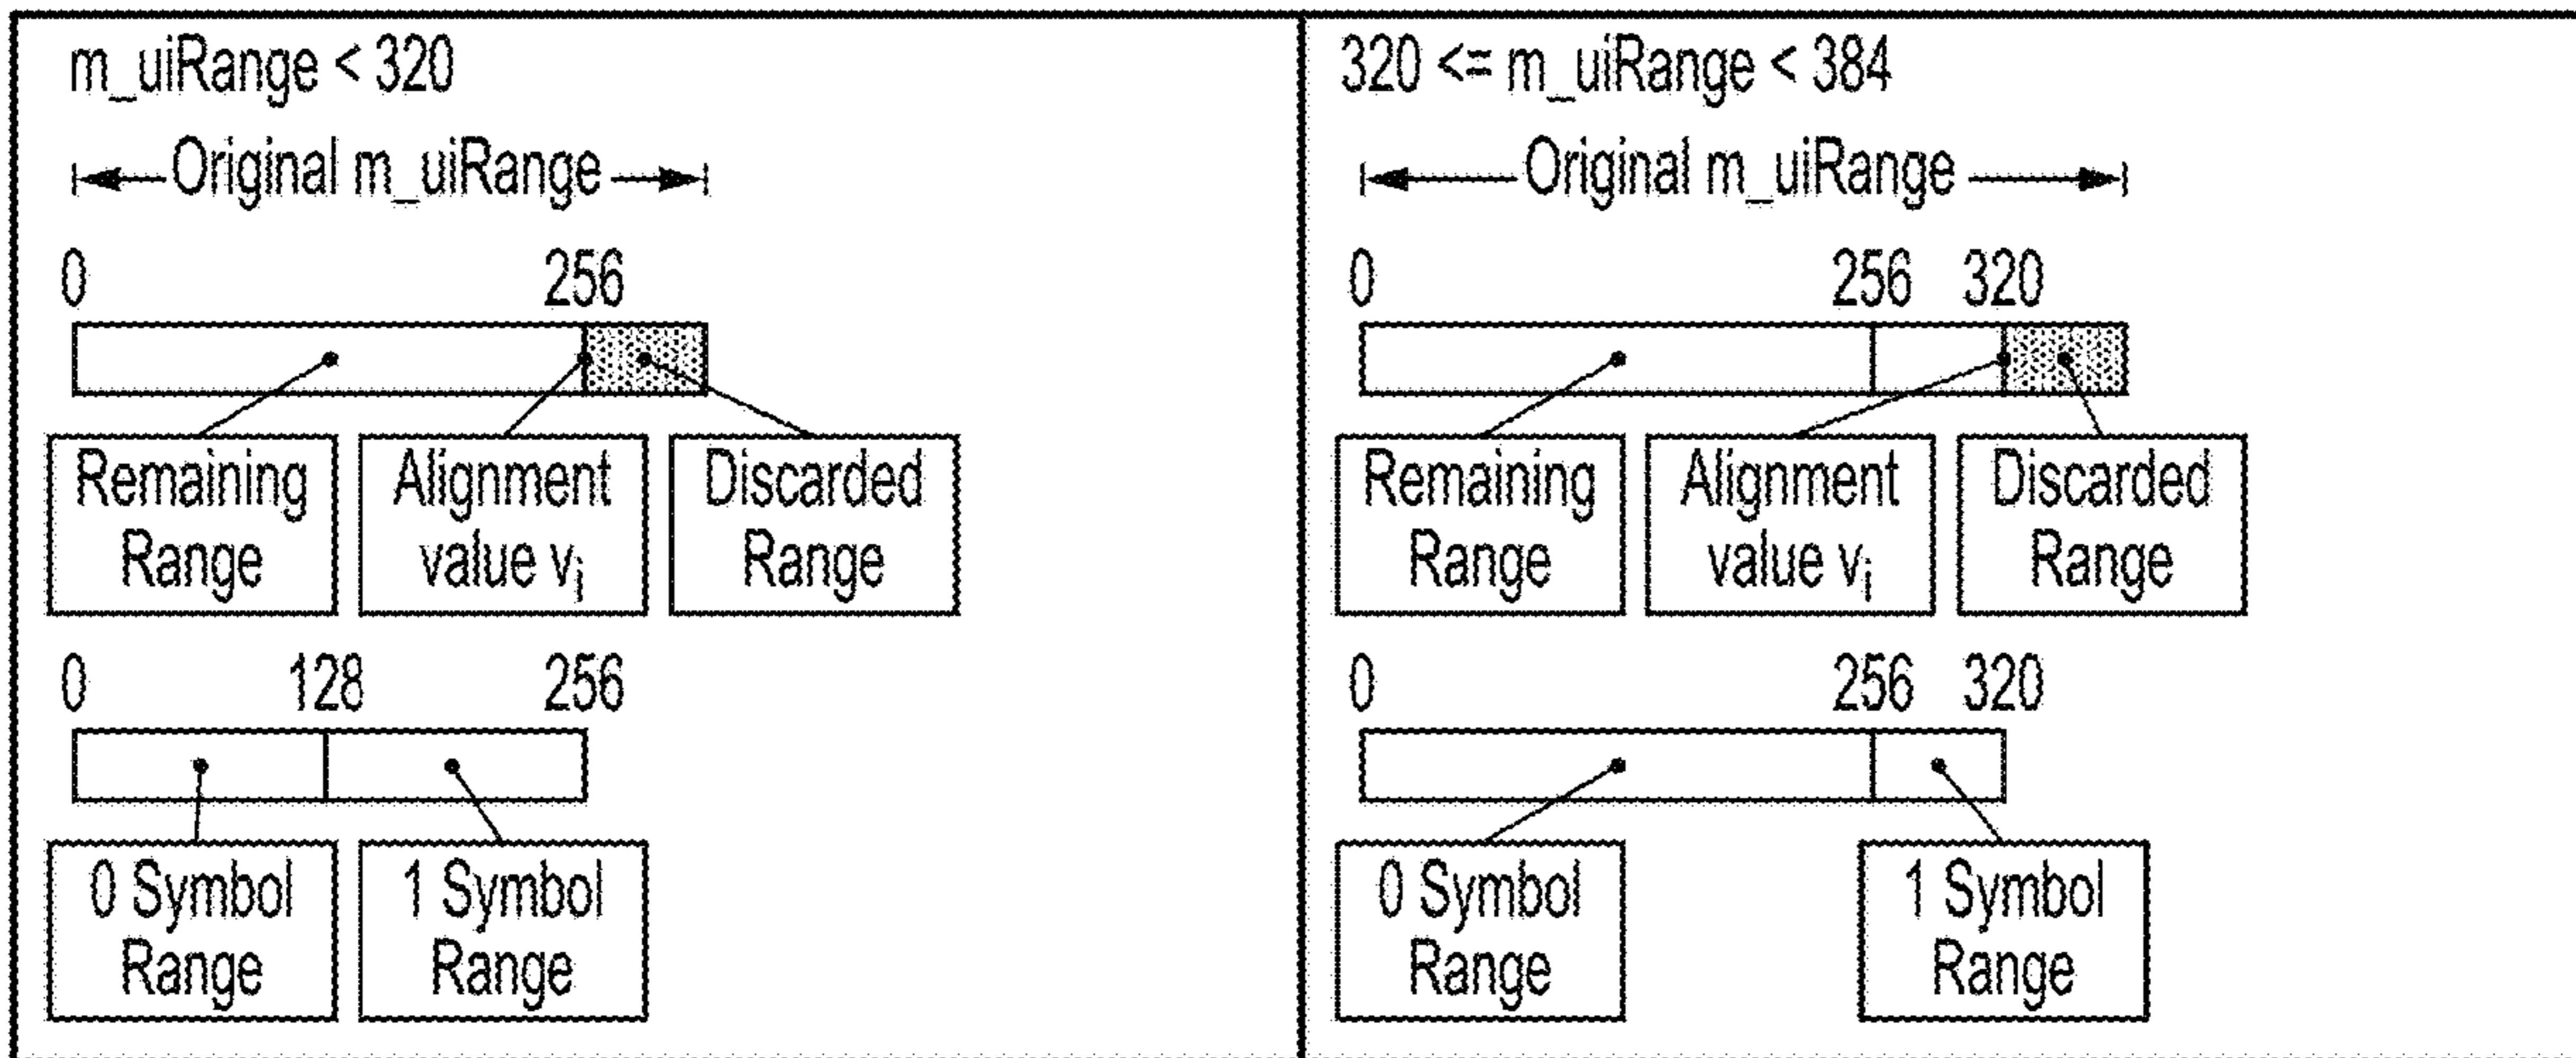 m_uiRange < 320
Original m_uiRange
0 256
Remaining Range
Alignment value vi
Discarded Range
0 128 256
0 Symbol Range
1 Symbol Range
320 <= m_uiRange < 384
Original m_uiRange
0 256 320
Remaining Range
Alignment value vi
Discarded Range
0 256 320
0 Symbol Range
1 Symbol Range